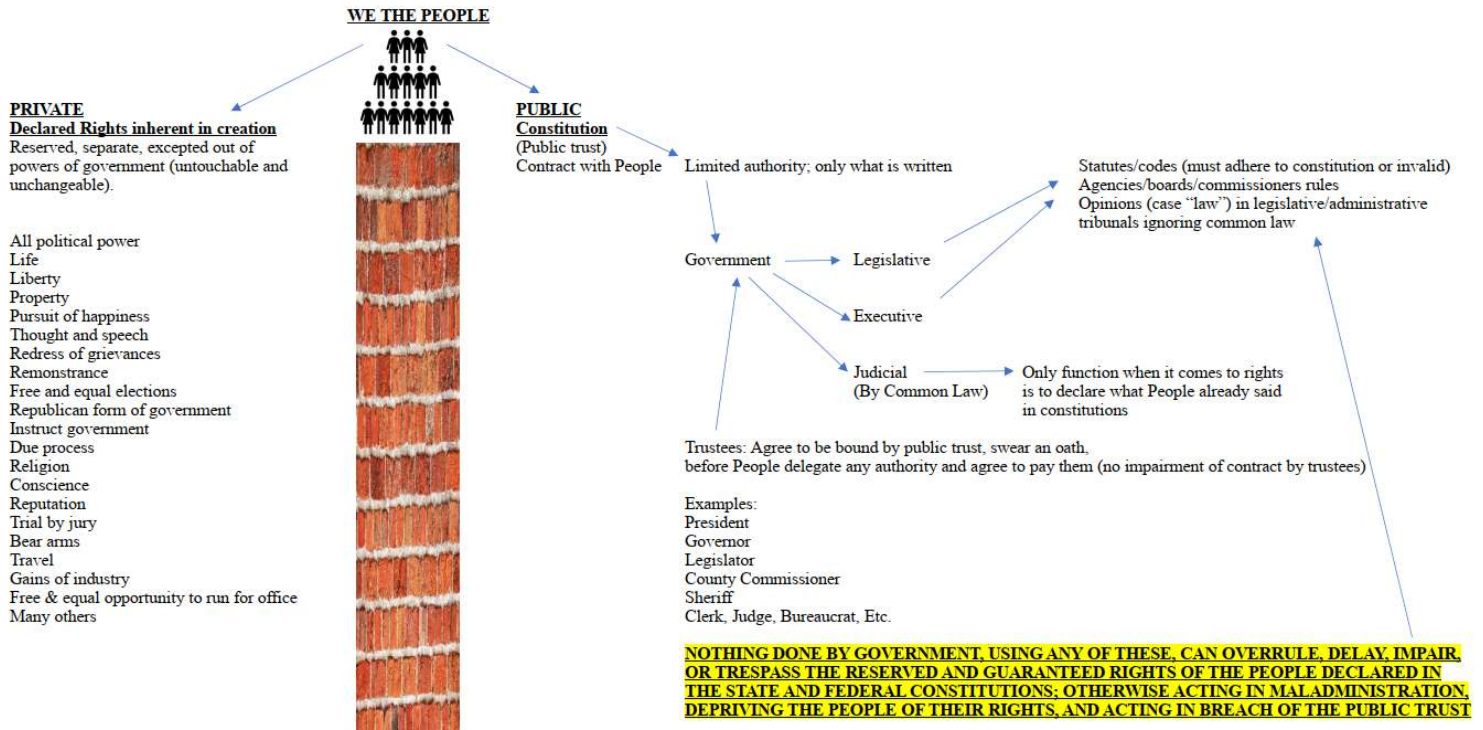 WE THE PEOPLE
PRIVATE
Declared Rights inherent in creation
Reserved, separate, excepted out of
powers of government (untouchable and
unchangeable).
All political power
Life
Liberty
Property
Pursuit of happiness
Thought and speech
Redress of grievances
Remonstrance
Free and equal elections
Republican form of government
Instruct government
Due process
Religion
Conscience
Reputation
Trial by jury
Bear arms
Travel
Gains of industry
Free & equal opportunity to run for office
Many others
PUBLIC
Constitution
(Public trust)
Contract with People
Limited authority; only what is written
Government
Legislative
Executive
Judicial
(By Common Law)
Statutes/codes (must adhere to constitution or invalid)
Agencies/boards/commissioners rules
Opinions (case “law”) in legislative/administrative
tribunals ignoring common law
Only function when it comes to rights
is to declare what People already said
in constitutions
Trustees: Agree to be bound by public trust, swear an oath,
before People delegate any authority and agree to pay them (no impairment of contract by trustees)
Examples:
President
Governor
Legislator
County Commissioner
Sheriff
Clerk, Judge, Bureaucrat, Etc.
NOTHING DONE BY GOVERNMENT, USING ANY OF THESE, CAN OVERRULE, DELAY, IMPAIR,
OR TRESPASS THE RESERVED AND GUARANTEED RIGHTS OF THE PEOPLE DECLARED IN
THE STATE AND FEDERAL CONSTITUTIONS; OTHERWISE ACTING IN MALADMINISTRATION,
DEPRIVING THE PEOPLE OF THEIR RIGHTS, AND ACTING IN BREACH OF THE PUBLIC TRUST